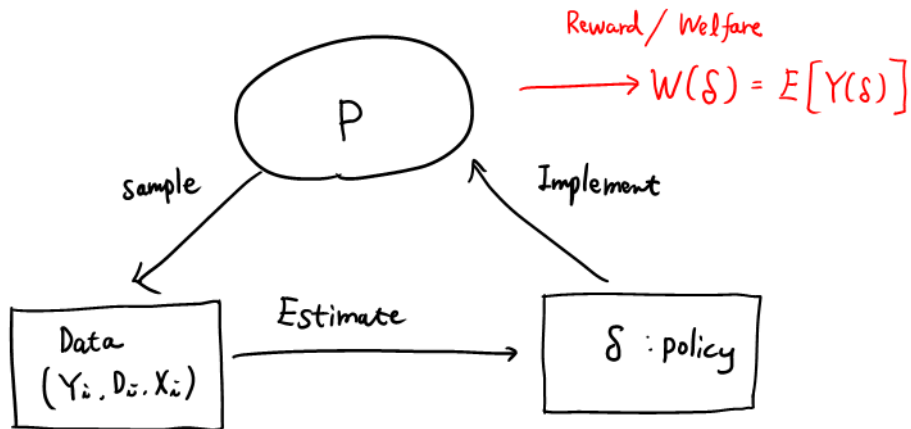 Reward / Welfare
W(δ) = E[Y(δ)]
P
sample
Implement
Estimate
Data
(Yi, Di, Xi)
δ : policy